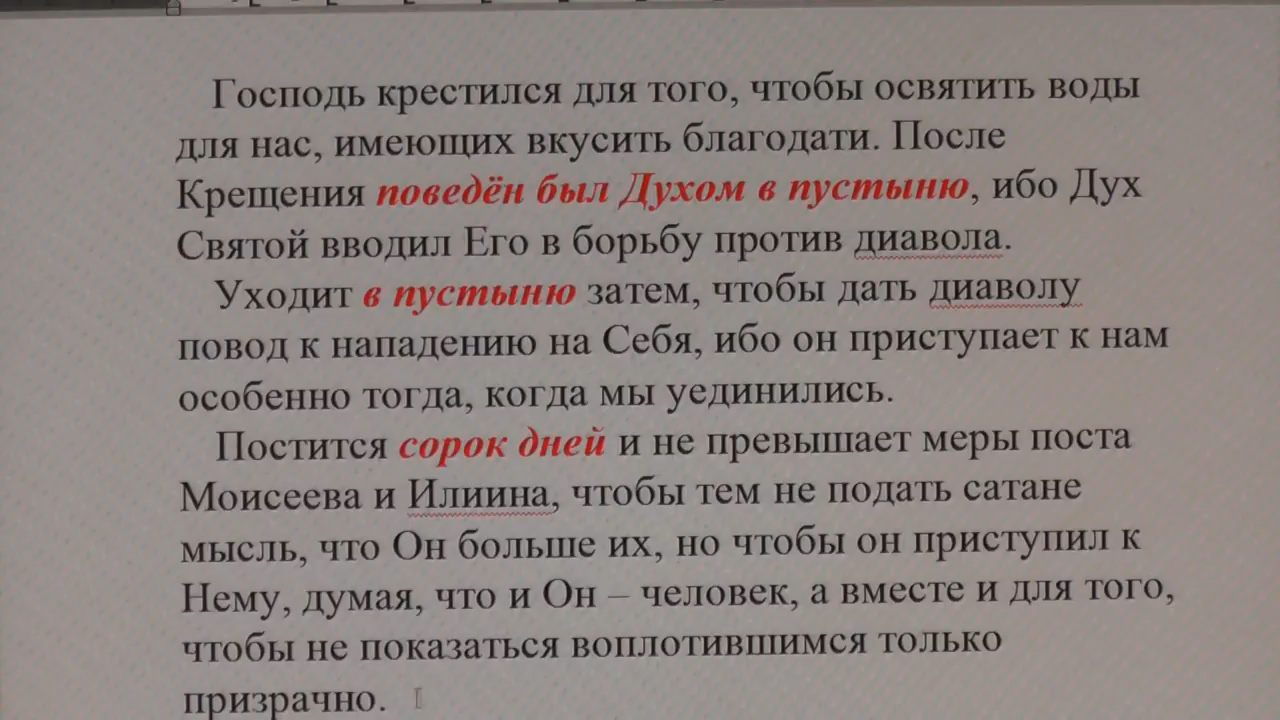 Господь крестился для того, чтобы освятить воды
для нас, имеющих вкусить благодати. После
Крещения поведён был Духом в пустыню, ибо Дух
Святой вводил Его в борьбу против диавола.
Уходит в пустыню затем, чтобы дать диаволу
повод к нападению на Себя, ибо он приступает к нам
особенно тогда, когда мы уединились.
Постится сорок дней и не превышает меры поста
Моисеева и Илиина, чтобы тем не подать сатане
мысль, что Он больше их, но чтобы он приступил к
Нему, думая, что и Он – человек, а вместе и для того,
чтобы не показаться воплотившимся только
призрачно.